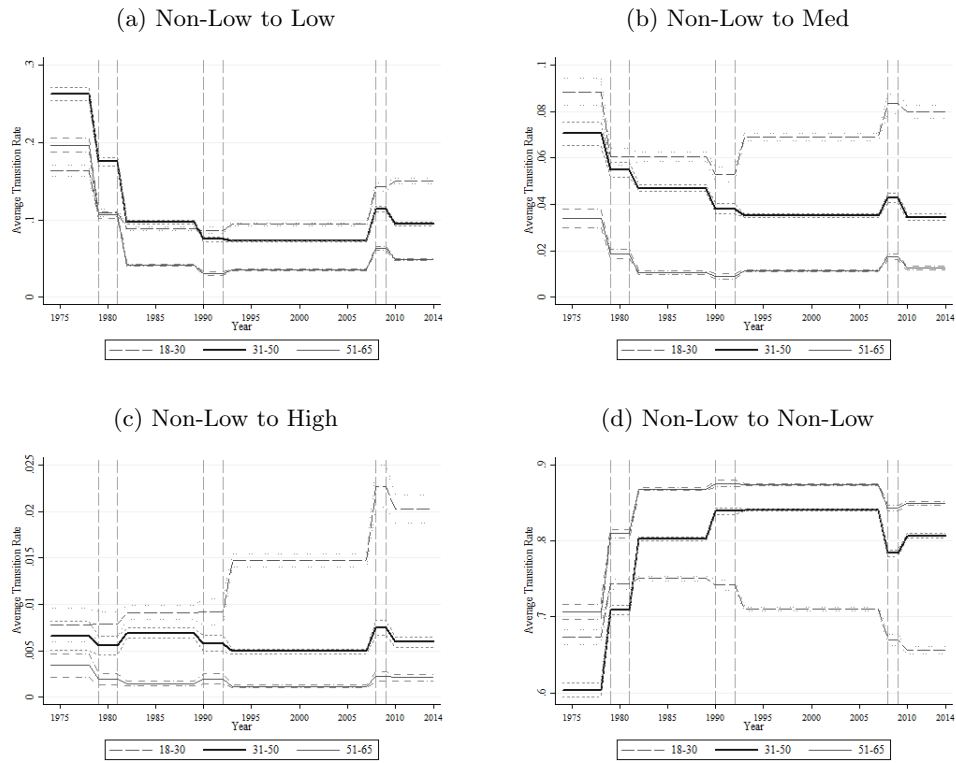 (a) Non-Low to Low
Average Transition Rate
0 .1 .2 .3
1975 1980 1985 1990 1995 2000 2005 2010 2014
Year
18-30 31-50 51-65
(b) Non-Low to Med
Average Transition Rate
0 .02 .04 .06 .08 .1
1975 1980 1985 1990 1995 2000 2005 2010 2014
Year
18-30 31-50 51-65
(c) Non-Low to High
Average Transition Rate
0 .005 .01 .015 .02 .025
1975 1980 1985 1990 1995 2000 2005 2010 2014
Year
18-30 31-50 51-65
(d) Non-Low to Non-Low
Average Transition Rate
.6 .7 .8 .9
1975 1980 1985 1990 1995 2000 2005 2010 2014
Year
18-30 31-50 51-65